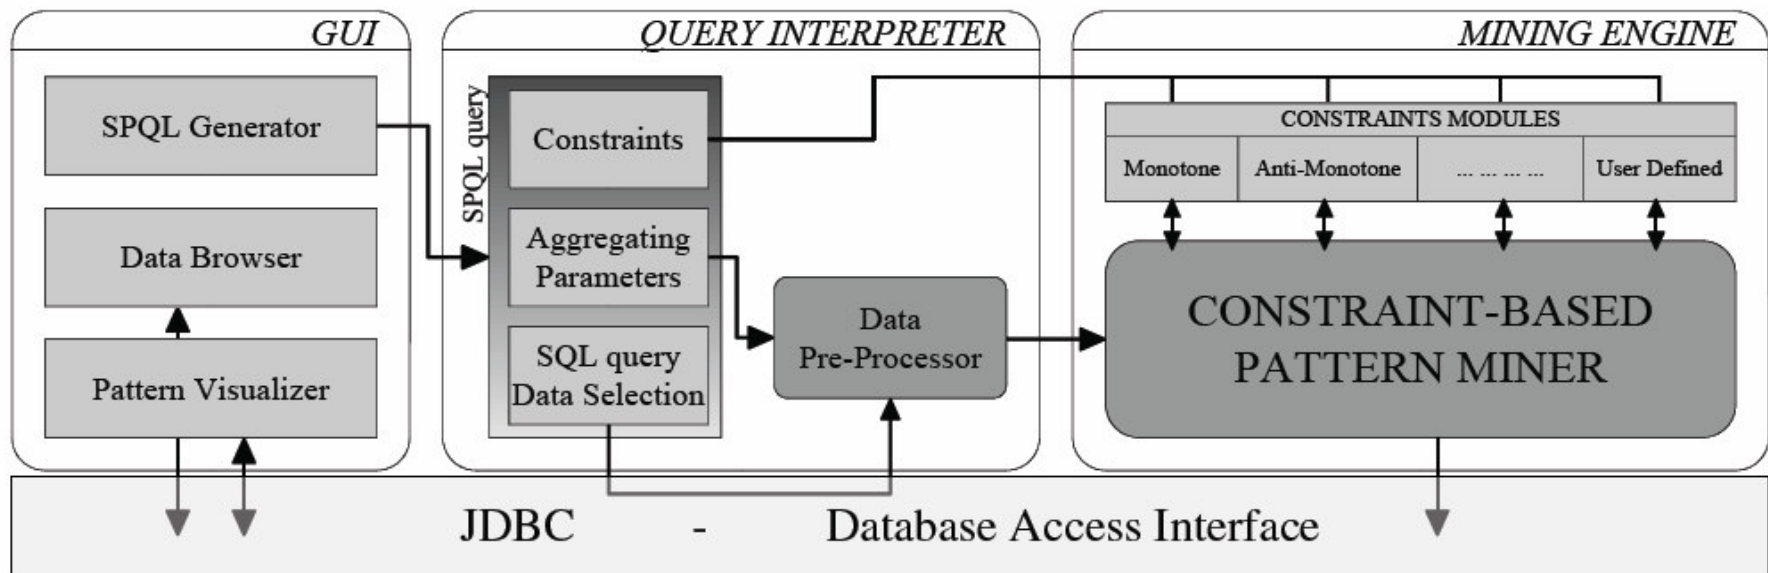 GUI
SPQL Generator
Data Browser
Pattern Visualizer
QUERY INTERPRETER
SPQL query
Constraints
Aggregating
Parameters
SQL query
Data Selection
Data
Pre-Processor
MINING ENGINE
CONSTRAINTS MODULES
Monotone
Anti-Monotone
... ... ... ...
User Defined
CONSTRAINT-BASED
PATTERN MINER
JDBC - Database Access Interface